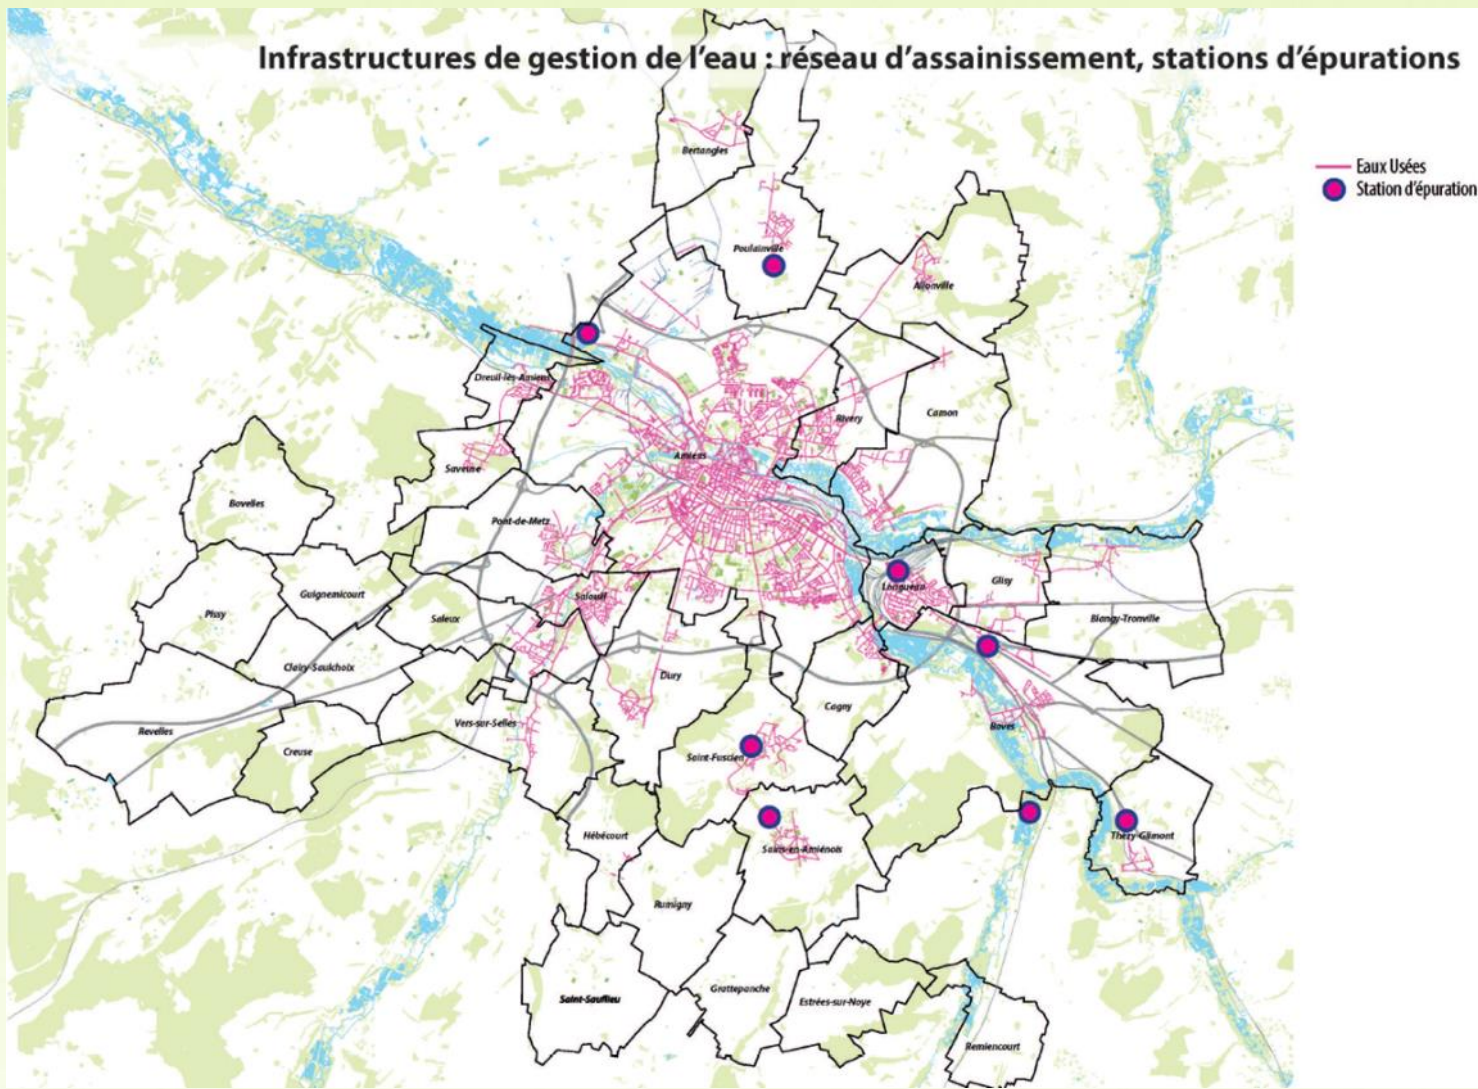 Infrastructures de gestion de l'eau : réseau d'assainissement, stations d'épurations
Eaux Usées
Station d'épuration
Bertangles
Poulainville
Allonville
Dreuil-lès-Amiens
Rivery
Camon
Saveuse
Amiens
Bovelles
Pont-de-Metz
Longueau
Glisy
Guignemicourt
Salouël
Pissy
Saleux
Blangy-Tronville
Clairy-Saulchoix
Dury
Cagny
Vers-sur-Selles
Boves
Revelles
Creuse
Saint-Fuscien
Hébécourt
Thézy-Glimont
Sains-en-Amiénois
Rumigny
Grattepanche
Saint-Sauflieu
Estrées-sur-Noye
Remiencourt